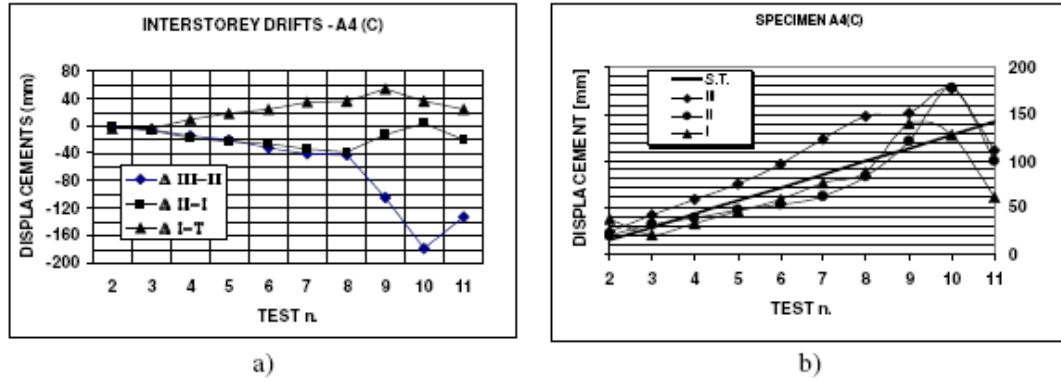 INTERSTOREY DRIFTS - A4 (C)
DISPLACEMENTS (mm)
80
40
0
-40
-80
-120
-160
-200
Δ III-II
Δ II-I
Δ I-T
2 3 4 5 6 7 8 9 10 11
TEST n.
a)
SPECIMEN A4(C)
DISPLACEMENT [mm]
S.T.
III
II
I
200
150
100
50
0
2 3 4 5 6 7 8 9 10 11
TEST n.
b)